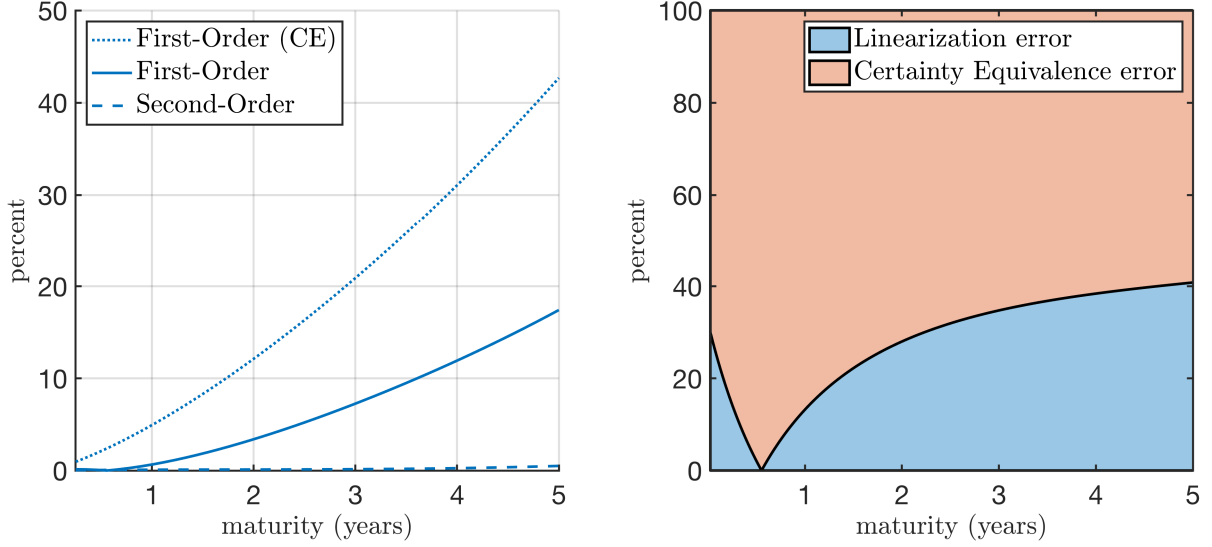 50
40
30
20
10
0
percent
First-Order (CE)
First-Order
Second-Order
1 2 3 4 5
maturity (years)
100
80
60
40
20
0
percent
Linearization error
Certainty Equivalence error
1 2 3 4 5
maturity (years)